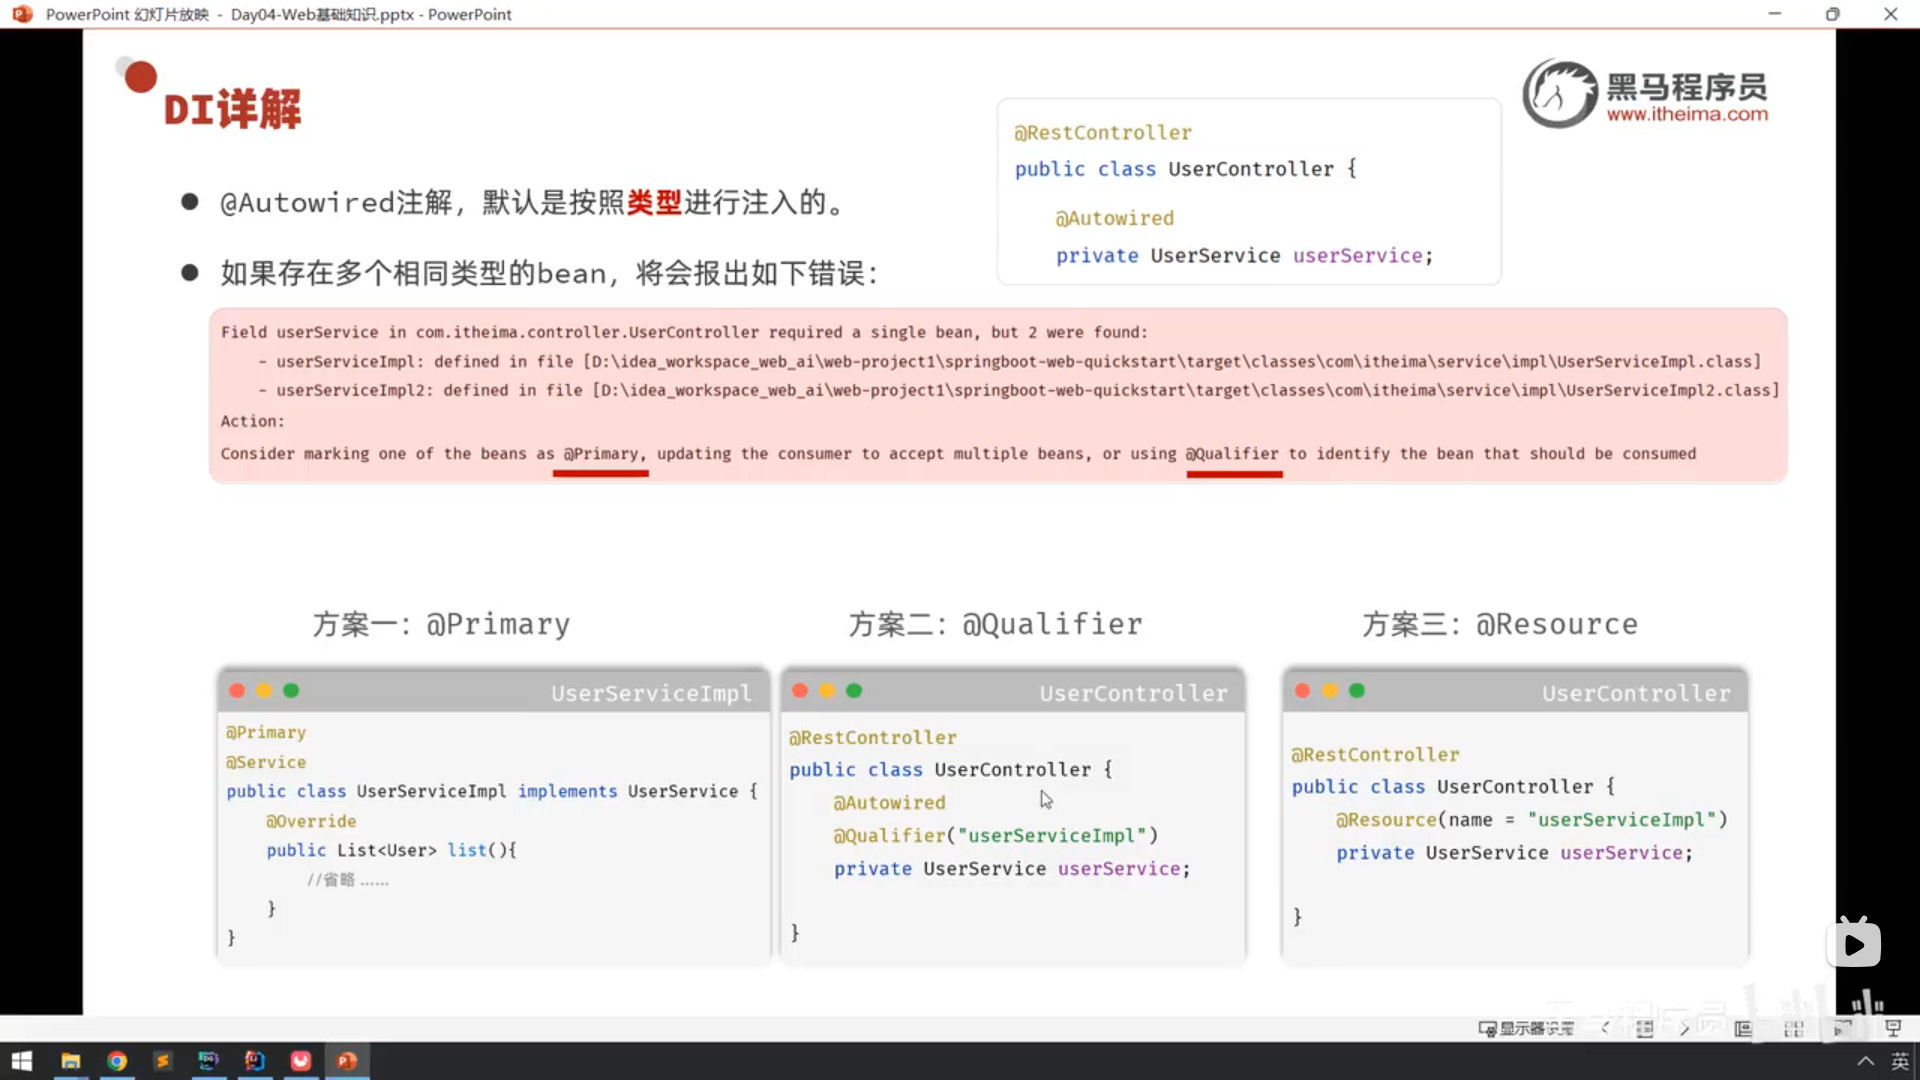 PowerPoint 幻灯片放映 - Day04-Web基础知识.pptx - PowerPoint
DI详解
黑马程序员
www.itheima.com
@Autowired注解，默认是按照类型进行注入的。
如果存在多个相同类型的bean，将会报出如下错误：
@RestController
public class UserController {
@Autowired
private UserService userService;
Field userService in com.itheima.controller.UserController required a single bean, but 2 were found:
- userServiceImpl: defined in file [D:\idea_workspace_web_ai\web-project1\springboot-web-quickstart\target\classes\com\itheima\service\impl\UserServiceImpl.class]
- userServiceImpl2: defined in file [D:\idea_workspace_web_ai\web-project1\springboot-web-quickstart\target\classes\com\itheima\service\impl\UserServiceImpl2.class]
Action:
Consider marking one of the beans as @Primary, updating the consumer to accept multiple beans, or using @Qualifier to identify the bean that should be consumed
方案一：@Primary
UserServiceImpl
@Primary
@Service
public class UserServiceImpl implements UserService {
@Override
public List<User> list(){
//省略 ......
}
}
方案二：@Qualifier
UserController
@RestController
public class UserController {
@Autowired
@Qualifier("userServiceImpl")
private UserService userService;
}
方案三：@Resource
UserController
@RestController
public class UserController {
@Resource(name = "userServiceImpl")
private UserService userService;
}
显示器设置
英